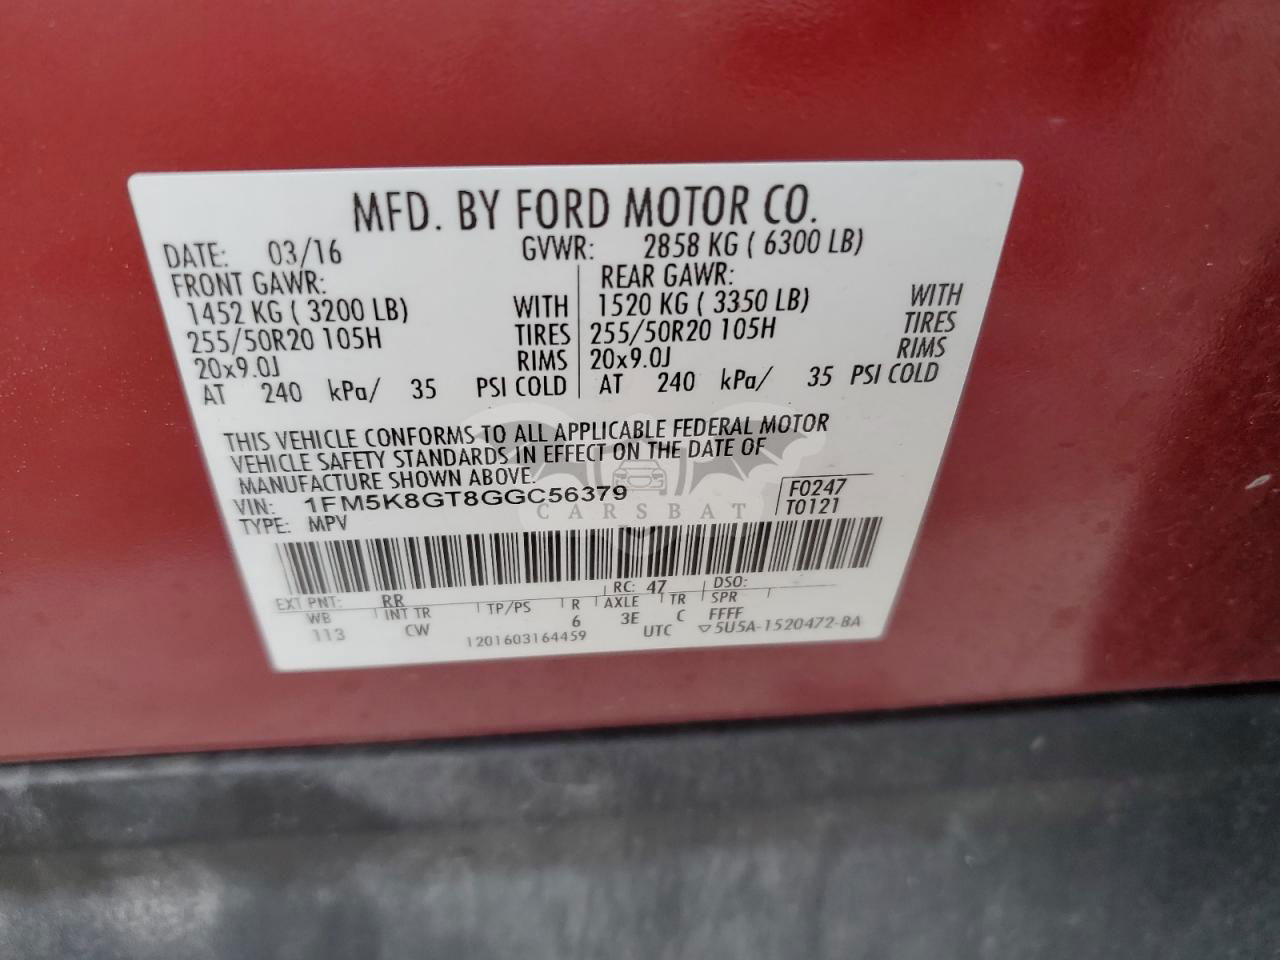 MFD. BY FORD MOTOR CO.
DATE: 03/16 GVWR: 2858 KG ( 6300 LB)
FRONT GAWR: REAR GAWR:
1452 KG ( 3200 LB) WITH 1520 KG ( 3350 LB) WITH
255/50R20 105H TIRES 255/50R20 105H TIRES
20x9.0J RIMS 20x9.0J RIMS
AT 240 kPa/ 35 PSI COLD AT 240 kPa/ 35 PSI COLD
THIS VEHICLE CONFORMS TO ALL APPLICABLE FEDERAL MOTOR
VEHICLE SAFETY STANDARDS IN EFFECT ON THE DATE OF
MANUFACTURE SHOWN ABOVE.
VIN: 1FM5K8GT8GGC56379 F0247
TYPE: MPV T0121
CARSBAT
EXT PNT: RR RC: 47 DSO:
WB INT TR TP/PS R AXLE TR SPR
113 CW 6 3E C FFFF
1201603164459 UTC ▽5U5A-1520472-BA